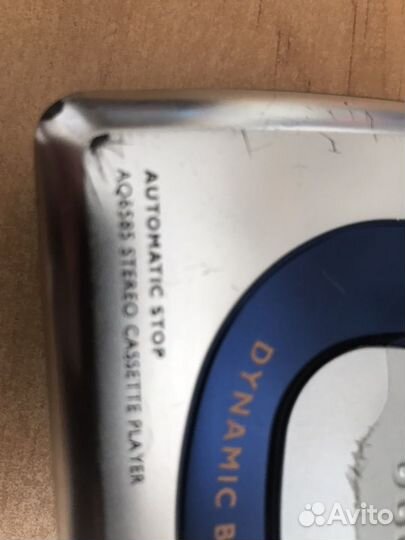 AUTOMATIC STOP
AQ6585 STEREO CASSETTE PLAYER
DYNAMIC B
Avito